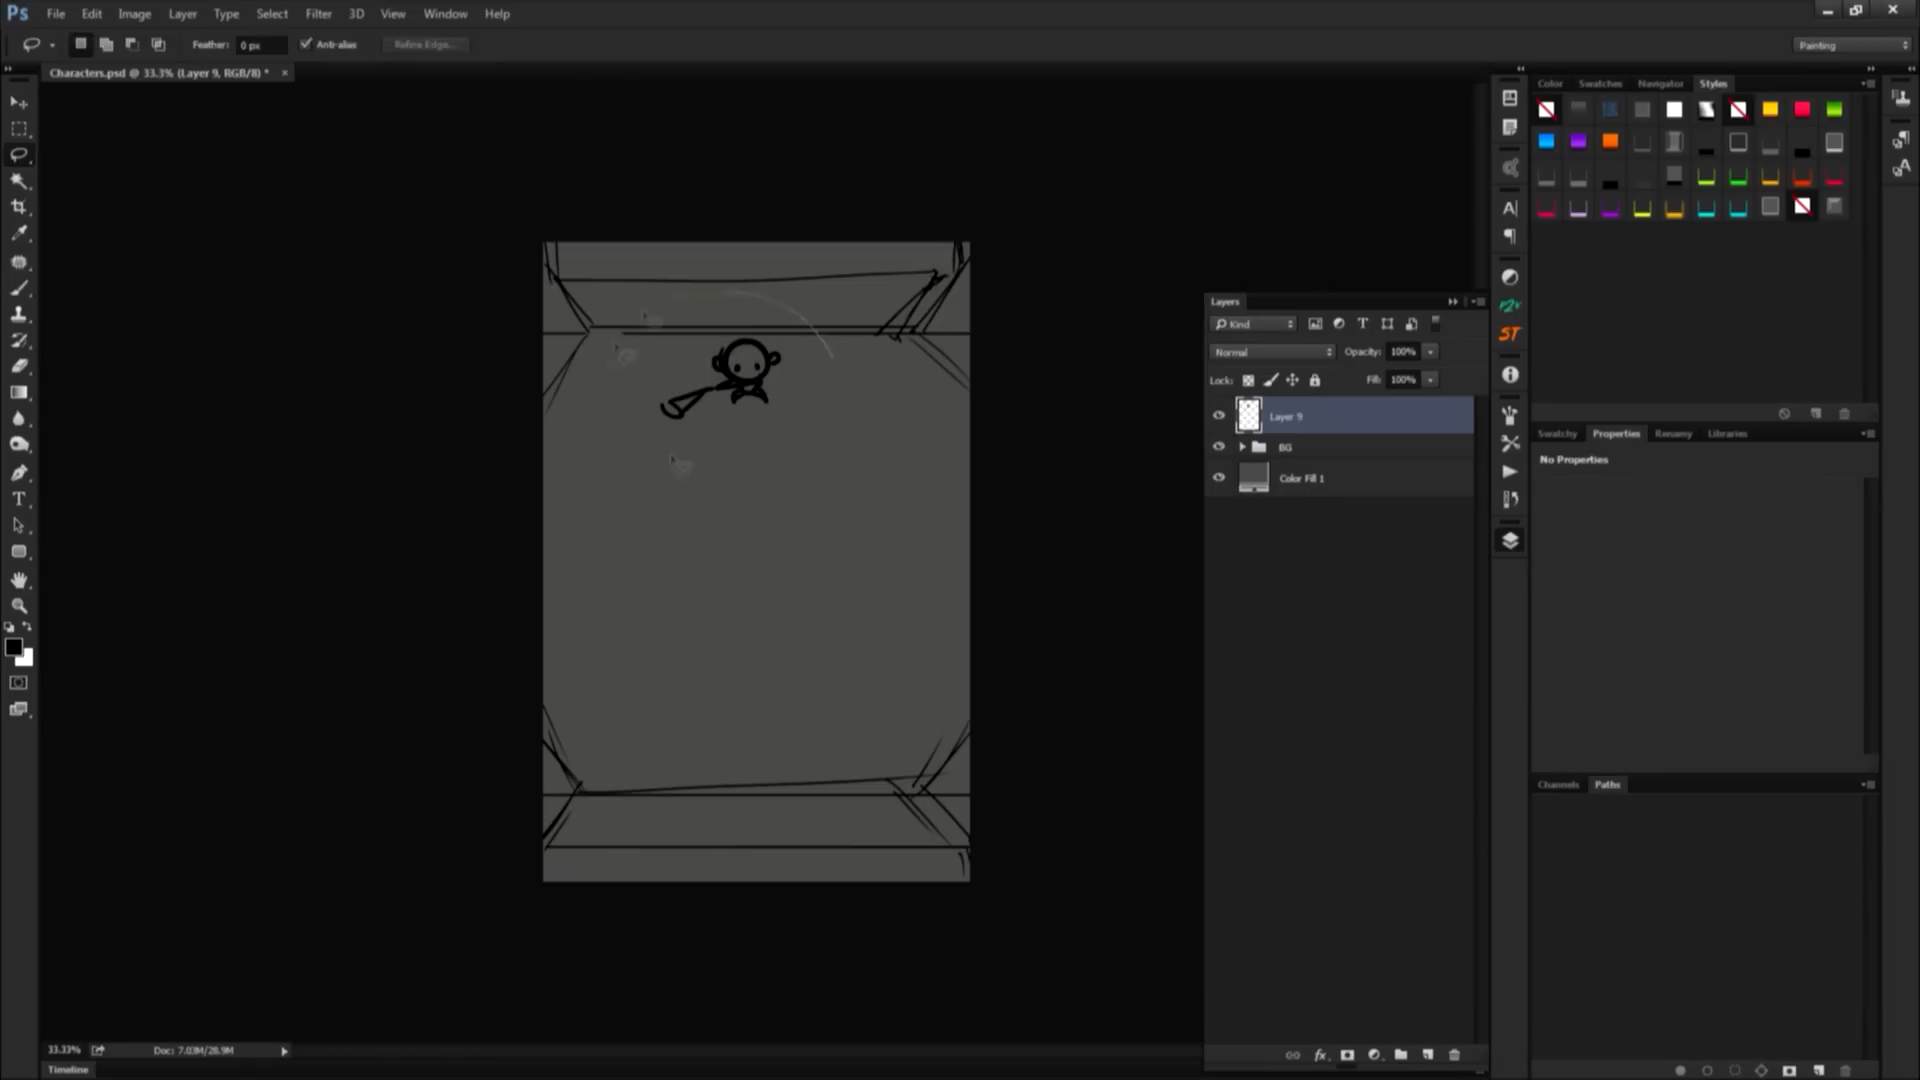 Ps File Edit Image Layer Type Select Filter 3D View Window Help
Feather: 0 px Anti-alias Refine Edge... Painting
Characters.psd @ 33.3% (Layer 9, RGB/8) * ×
Color Swatches Navigator Styles
Layers
Kind
Normal Opacity: 100%
Lock: Fill: 100%
Layer 9
BG
Color Fill 1
Swatchy Properties Renamy Libraries
No Properties
Channels Paths
33.33% Doc: 7.03M/28.9M
Timeline